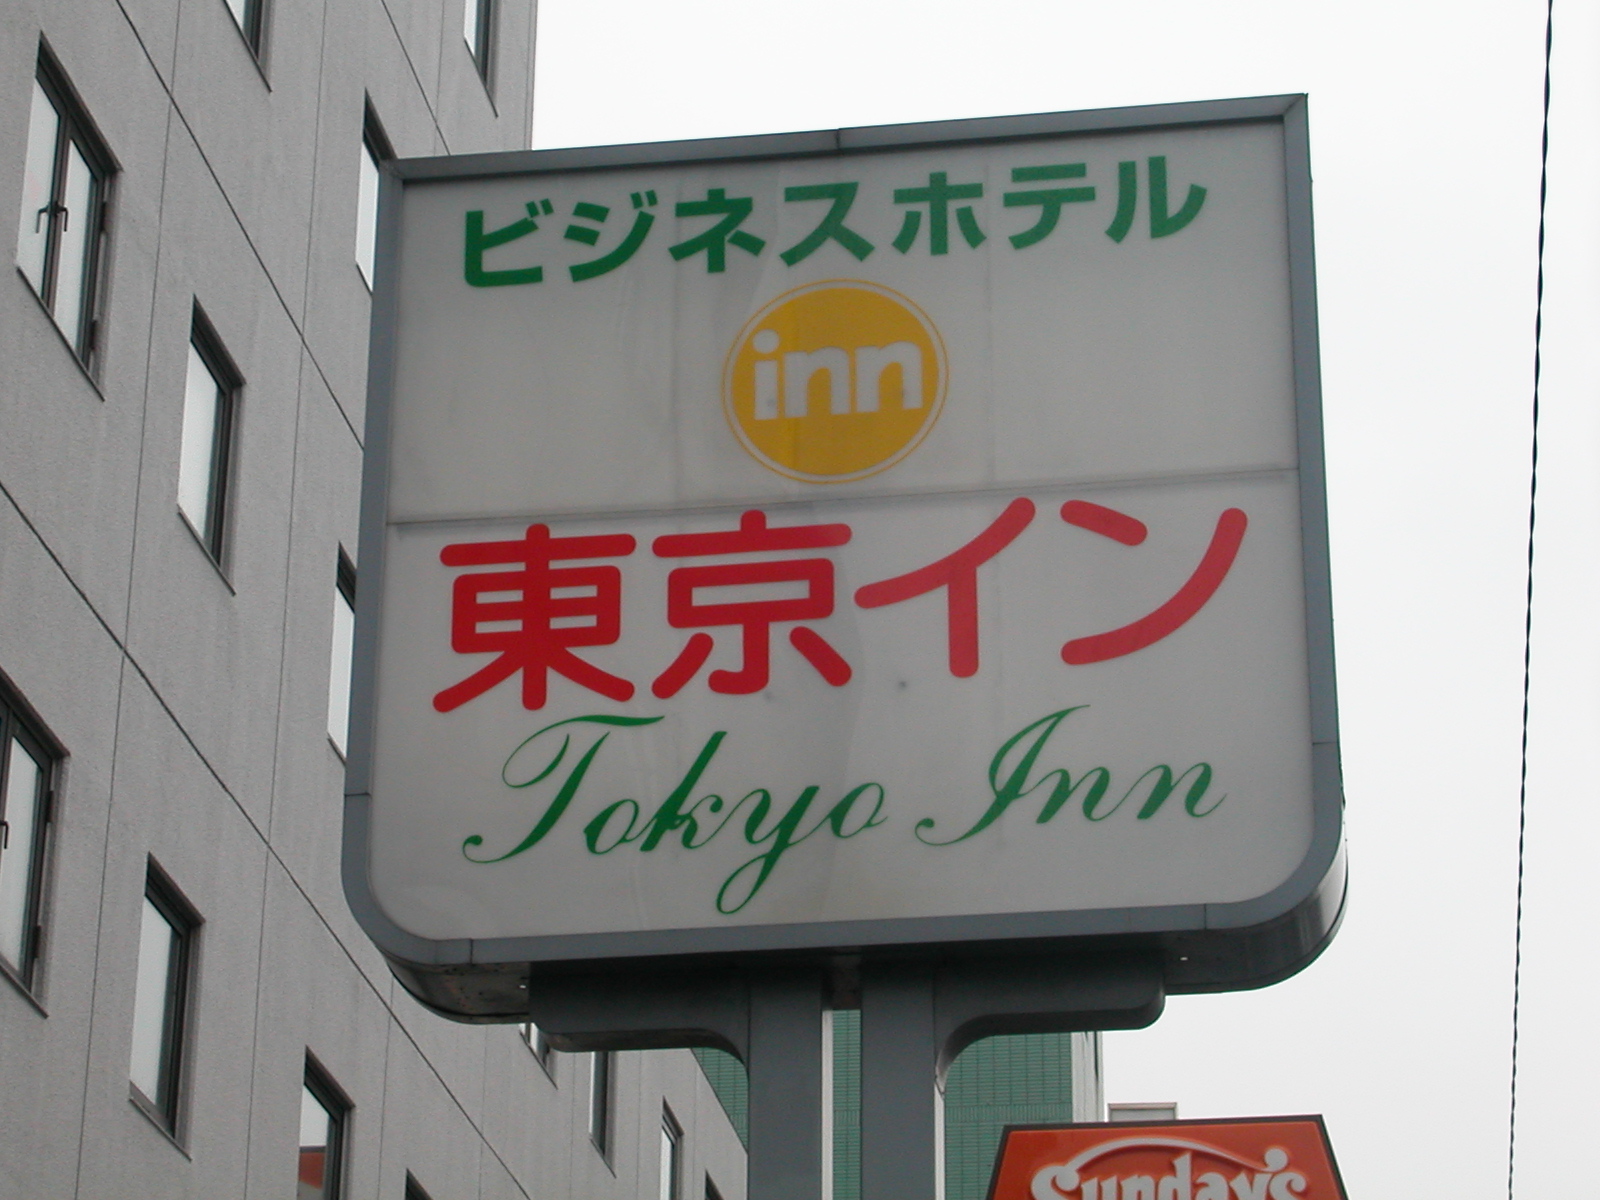 ビジネスホテル
inn
東京イン
Tokyo Inn
Sunday's